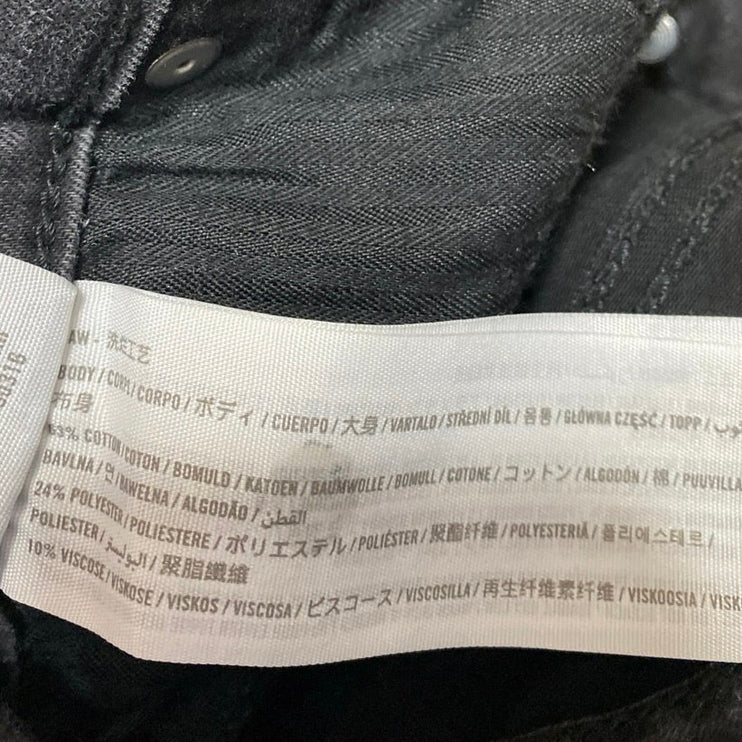 50316
AW - 洗红艺
BODY / CORPS / CORPO / ボディ / CUERPO / 大身 / VARTALO / STŘEDNÍ DÍL / 몸통 / GŁÓWNA CZĘŚĆ / TOPP /
布身
63% COTTON / COTON / BOMULD / KATOEN / BAUMWOLLE / BOMULL / COTONE / コットン / ALGODÓN / 棉 / PUUVILLA
BAVLNA / 면 / BAWEŁNA / ALGODÃO / القطن
24% POLYESTER / POLIESTERE / ポリエステル / POLIÉSTER / 聚酯纤维 / POLYESTERIÄ / 폴리에스테르 /
POLIESTER / البوليستر / 聚脂纖維
10% VISCOSE / VISKOSE / VISKOS / VISCOSA / ビスコース / VISCOSILLA / 再生纤维素纤维 / VISKOOSIA / VISK